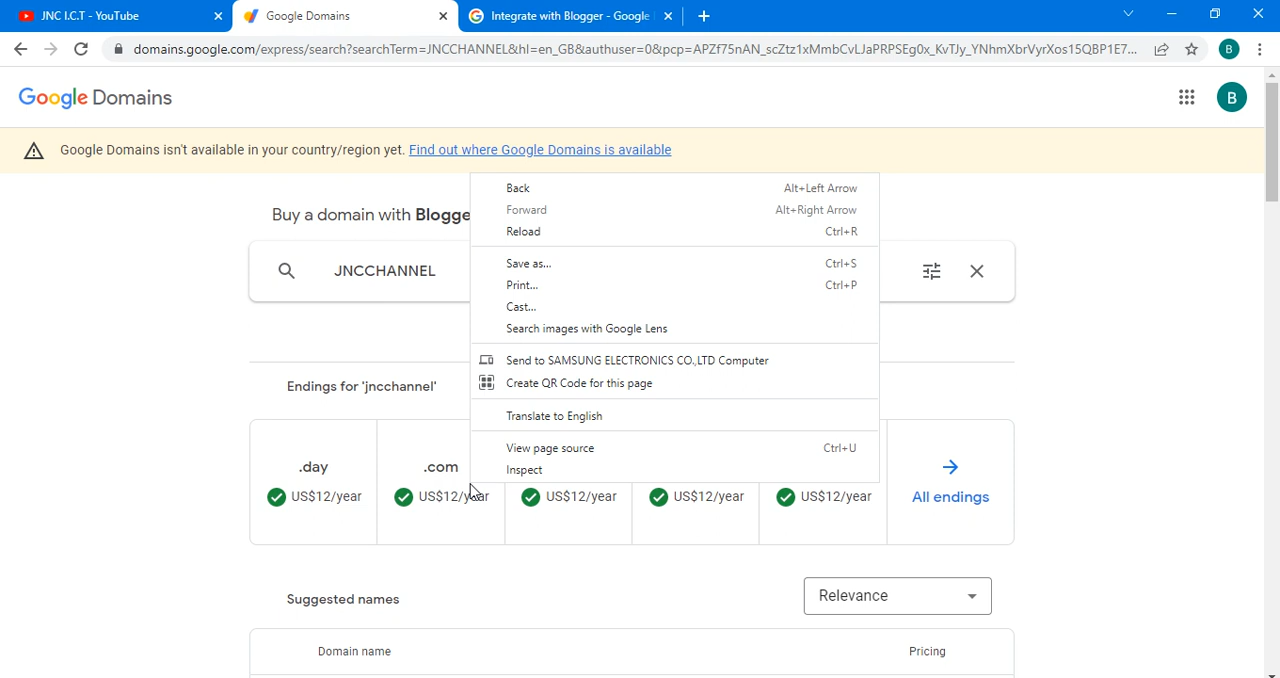 JNC I.C.T - YouTube
Google Domains
Integrate with Blogger - Google
domains.google.com/express/search?searchTerm=JNCCHANNEL&hl=en_GB&authuser=0&pcp=APZf75nAN_scZtz1xMmbCvLJaPRPSEg0x_KvTJy_YNhmXbrVyrXos15QBP1E7...
B
Google Domains
B
Google Domains isn't available in your country/region yet. Find out where Google Domains is available
Buy a domain with Blogge
JNCCHANNEL
Back Alt+Left Arrow
Forward Alt+Right Arrow
Reload Ctrl+R
Save as... Ctrl+S
Print... Ctrl+P
Cast...
Search images with Google Lens
Send to SAMSUNG ELECTRONICS CO.,LTD Computer
Create QR Code for this page
Translate to English
View page source Ctrl+U
Inspect
Endings for 'jncchannel'
.day .com
US$12/year US$12/year US$12/year US$12/year US$12/year All endings
Suggested names
Relevance
Domain name Pricing